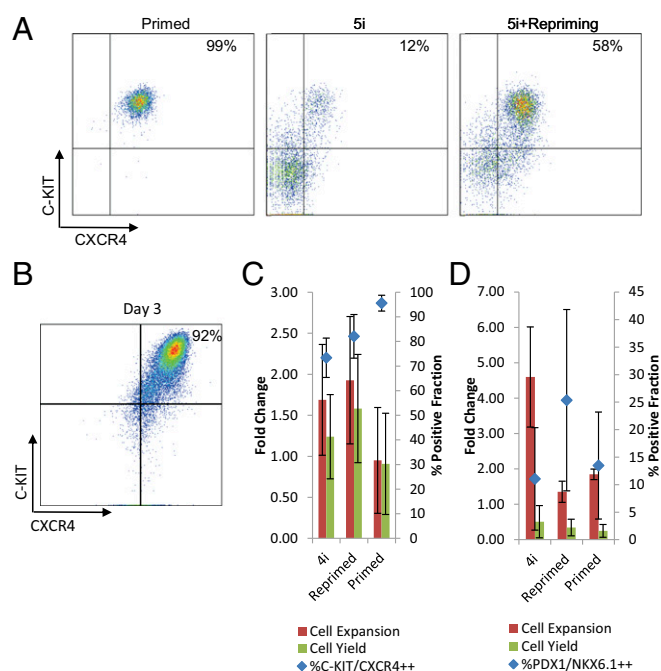 A
Primed
5i
5i+Repriming
99%
12%
58%
C-KIT
CXCR4
B
Day 3
92%
C-KIT
CXCR4
C
3.00
2.50
2.00
1.50
1.00
0.50
0.00
Fold Change
100
90
80
70
60
50
40
30
20
10
0
% Positive Fraction
4i
Reprimed
Primed
Cell Expansion
Cell Yield
%C-KIT/CXCR4++
D
7.00
6.00
5.00
4.00
3.00
2.00
1.00
0.00
Fold Change
45
40
35
30
25
20
15
10
5
0
% Positive Fraction
4i
Reprimed
Primed
Cell Expansion
Cell Yield
%PDX1/NKX6.1++